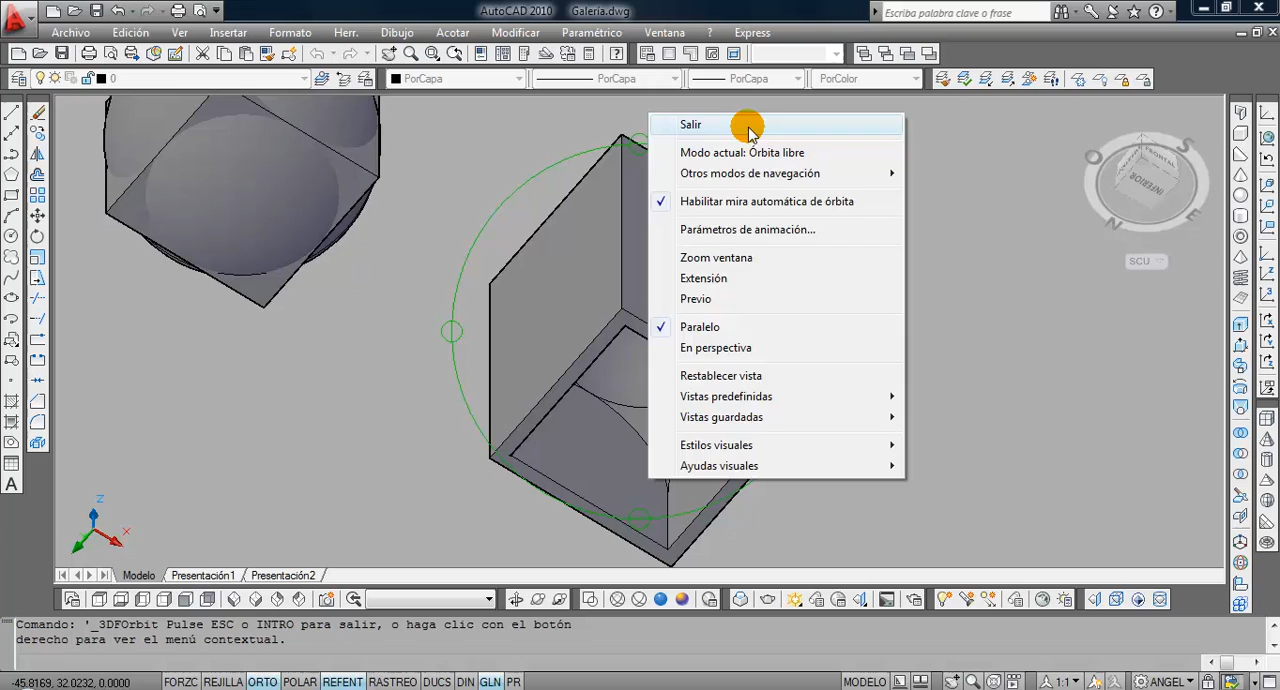 AutoCAD 2010 Galería.dwg
Escriba palabra clave o frase
Archivo Edición Ver Insertar Formato Herr. Dibujo Acotar Modificar Paramétrico Ventana ? Express
0 PorCapa PorCapa PorCapa PorColor
Salir
Modo actual: Órbita libre
Otros modos de navegación
Habilitar mira automática de órbita
Parámetros de animación...
Zoom ventana
Extensión
Previo
Paralelo
En perspectiva
Restablecer vista
Vistas predefinidas
Vistas guardadas
Estilos visuales
Ayudas visuales
O S N E
FRONTAL
INFERIOR
SCU
Z
X
A
Modelo Presentación1 Presentación2
Comando: '_3DFOrbit Pulse ESC o INTRO para salir, o haga clic con el botón
derecho para ver el menú contextual.
-45.8169, 32.0232, 0.0000 FORZC REJILLA ORTO POLAR REFENT RASTREO DUCS DIN GLN PR MODELO 1:1 ANGEL